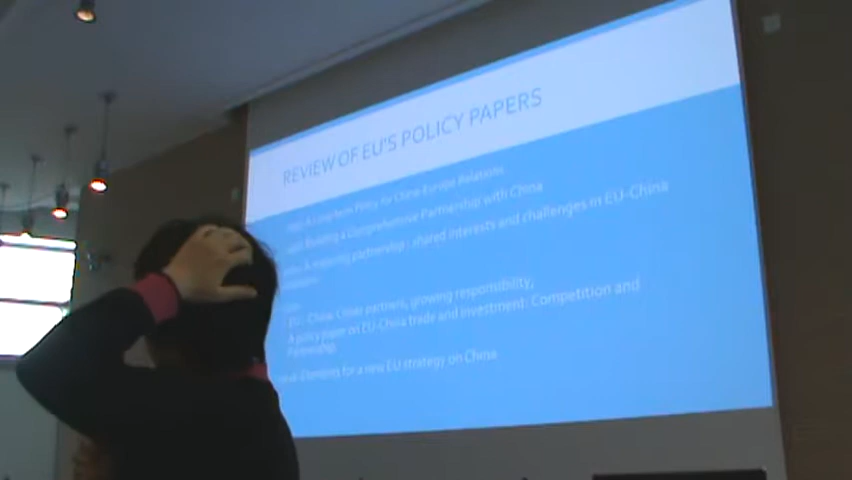 REVIEW OF EU'S POLICY PAPERS
A Long-term Policy for China-Europe Relations
Building a Comprehensive Partnership with China
A maturing partnership: shared interests and challenges in EU-China
EU - China: Closer partners, growing responsibility;
A policy paper on EU-China trade and investment: Competition and
Partnership
Elements for a new EU strategy on China